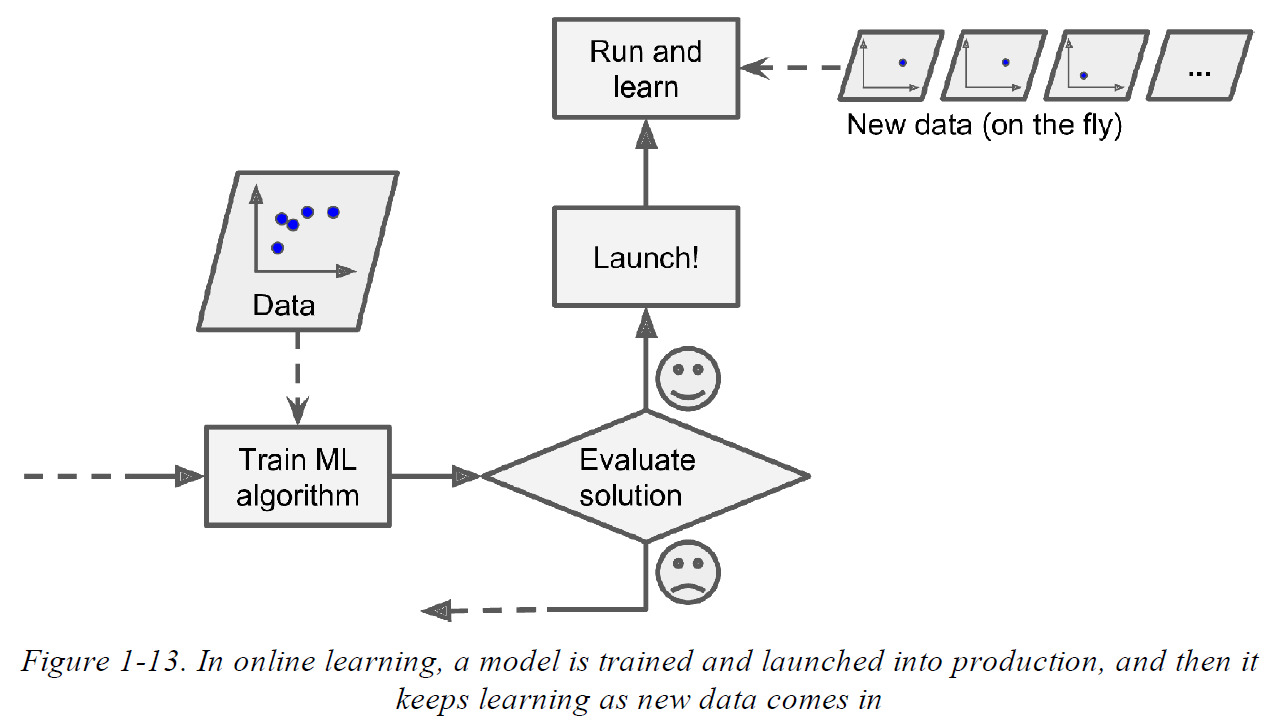 Run and
learn
...
New data (on the fly)
Launch!
Data
Train ML
algorithm
Evaluate
solution
Figure 1-13. In online learning, a model is trained and launched into production, and then it
keeps learning as new data comes in